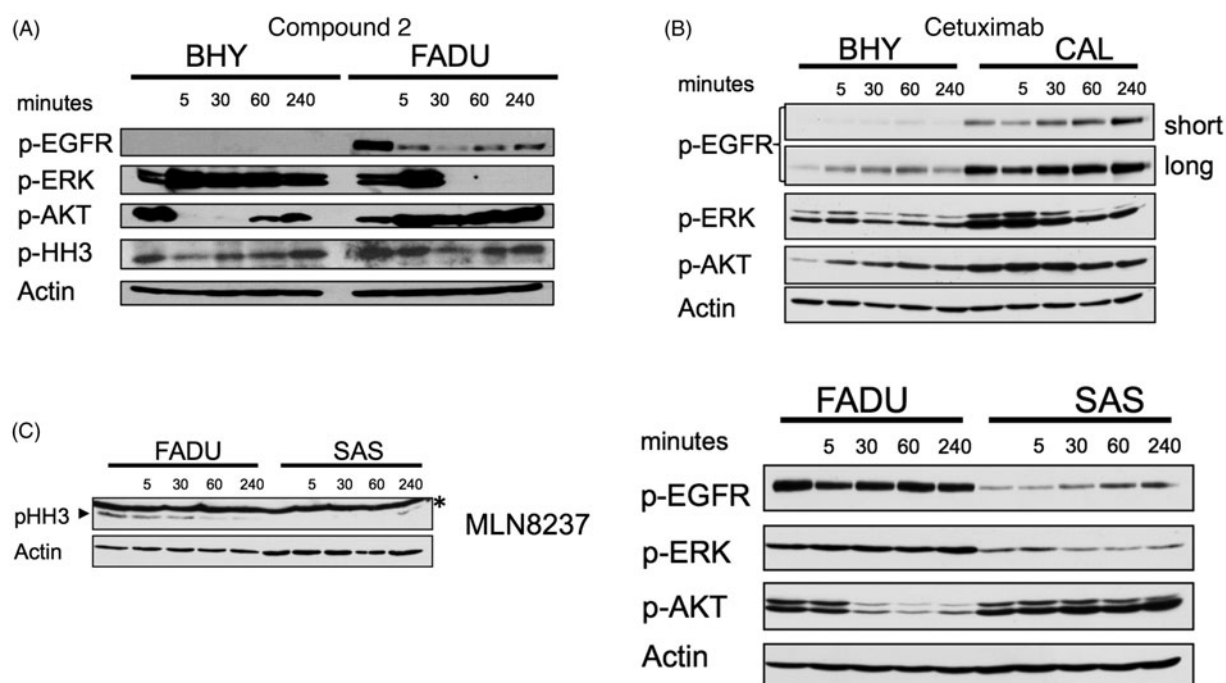 (A) Compound 2
BHY FADU
minutes 5 30 60 240 5 30 60 240
p-EGFR
p-ERK
p-AKT
p-HH3
Actin
(B) Cetuximab
BHY CAL
minutes 5 30 60 240 5 30 60 240
p-EGFR short
long
p-ERK
p-AKT
Actin
FADU SAS
minutes 5 30 60 240 5 30 60 240
p-EGFR
p-ERK
p-AKT
Actin
(C)
FADU SAS
5 30 60 240 5 30 60 240
pHH3 *
Actin
MLN8237